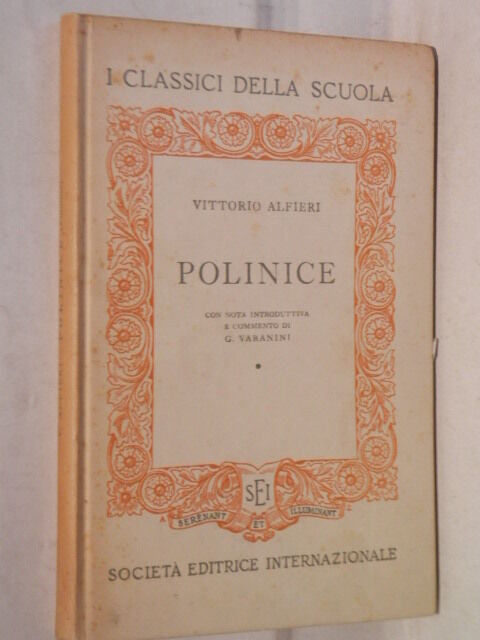 I CLASSICI DELLA SCUOLA
VITTORIO ALFIERI
POLINICE
CON NOTA INTRODUTTIVA
E COMMENTO DI
G. VARANINI
SEI
SERENANT ET ILLUMINANT
SOCIETÀ EDITRICE INTERNAZIONALE